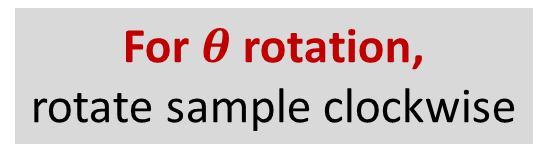 For θ rotation,
rotate sample clockwise